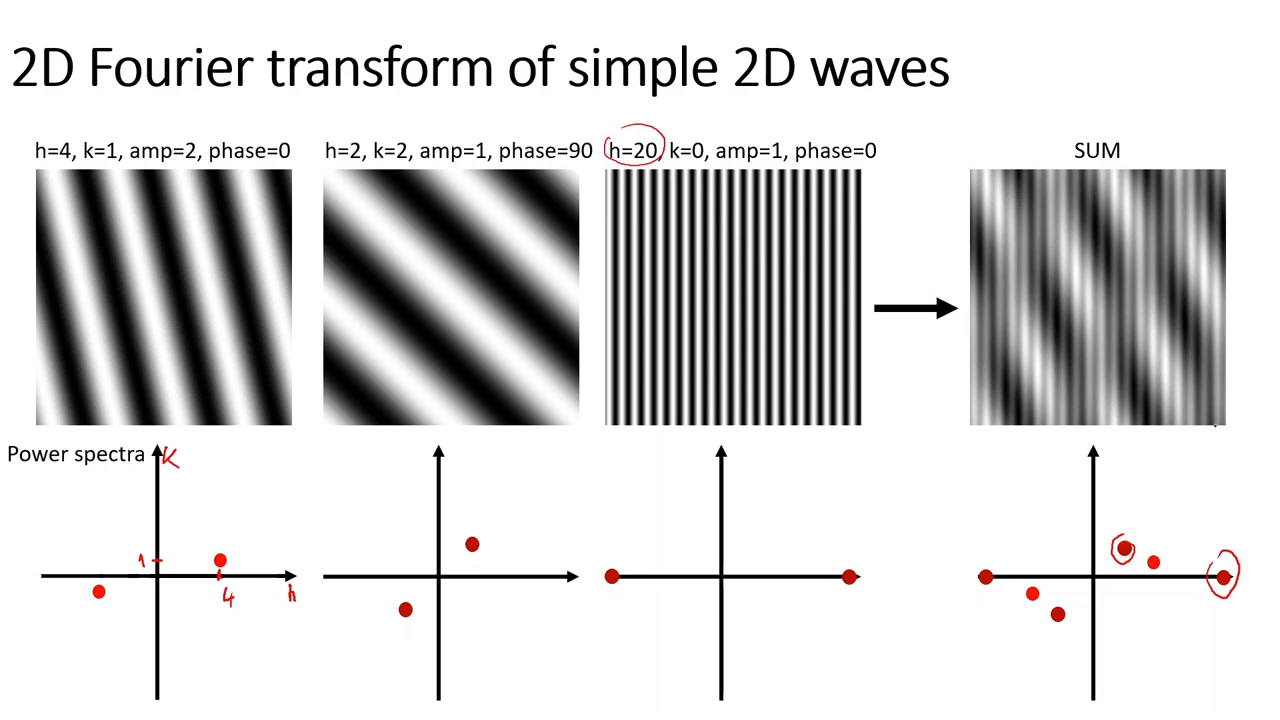 2D Fourier transform of simple 2D waves
h=4, k=1, amp=2, phase=0
h=2, k=2, amp=1, phase=90
h=20, k=0, amp=1, phase=0
SUM
Power spectra
K
1
4
h